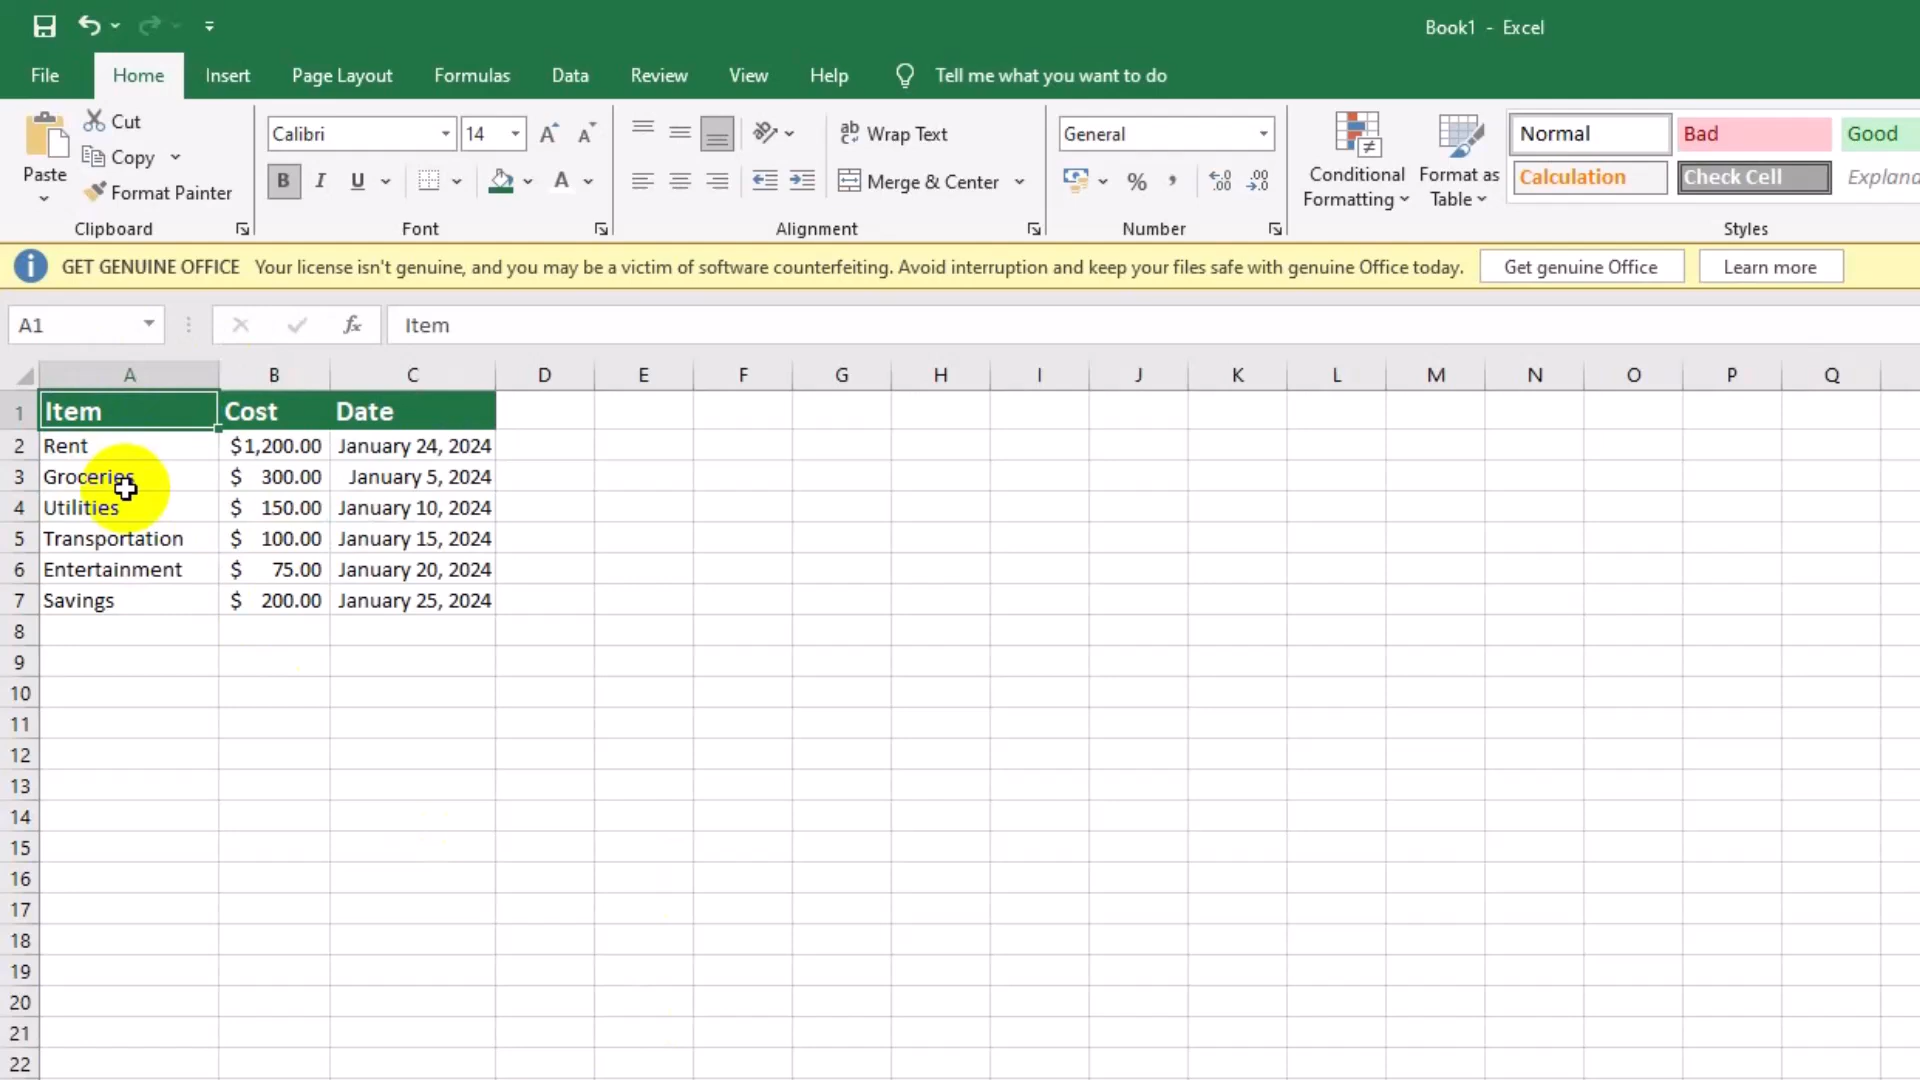 Book1 - Excel
File Home Insert Page Layout Formulas Data Review View Help Tell me what you want to do
Paste
Cut
Copy
Format Painter
Clipboard
Calibri 14
B I U A
Font
Wrap Text
Merge & Center
Alignment
General
Number
Conditional Formatting
Format as Table
Normal Bad Good
Calculation Check Cell
Styles
GET GENUINE OFFICE Your license isn't genuine, and you may be a victim of software counterfeiting. Avoid interruption and keep your files safe with genuine Office today. Get genuine Office Learn more
A1 fx Item
A B C D E F G H I J K L M N O P Q
1 Item Cost Date
2 Rent $1,200.00 January 24, 2024
3 Groceries $ 300.00 January 5, 2024
4 Utilities $ 150.00 January 10, 2024
5 Transportation $ 100.00 January 15, 2024
6 Entertainment $ 75.00 January 20, 2024
7 Savings $ 200.00 January 25, 2024
8
9
10
11
12
13
14
15
16
17
18
19
20
21
22